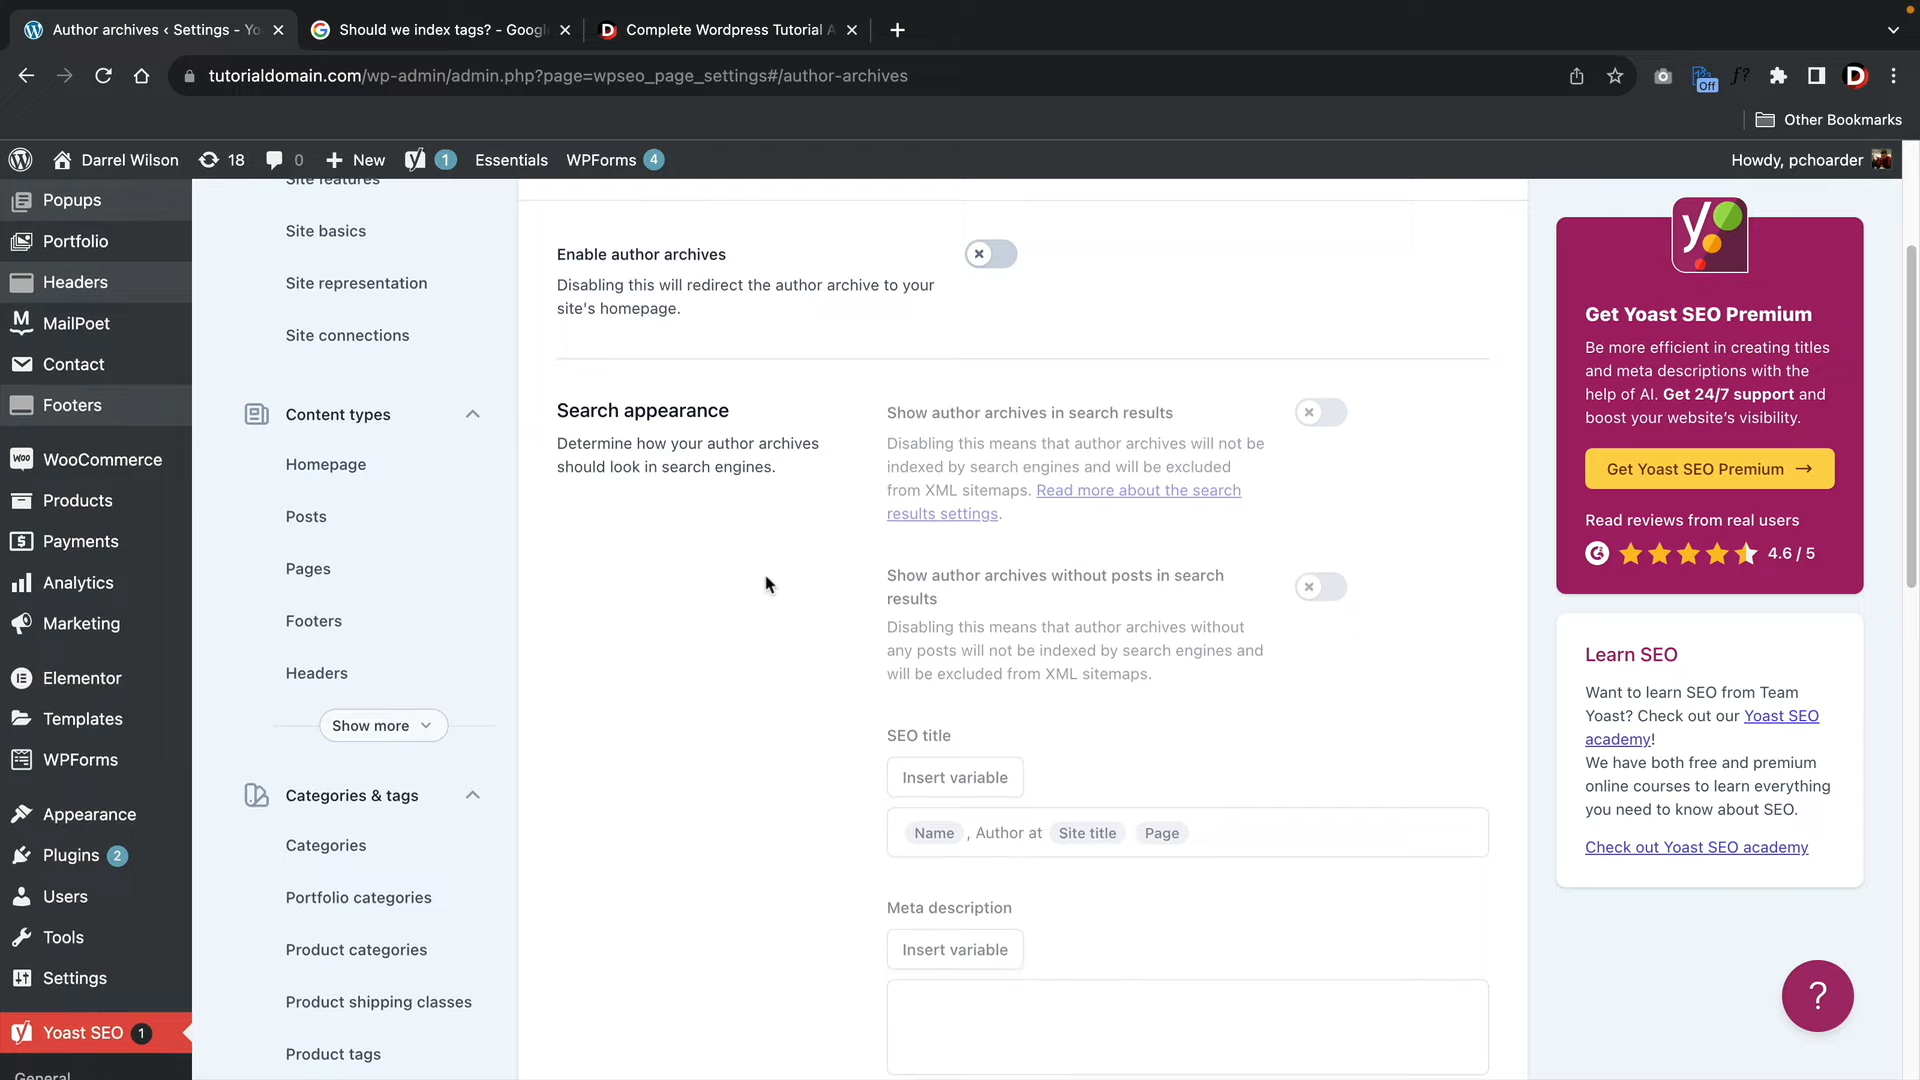 Author archives ‹ Settings - Yo
Should we index tags? - Googl
Complete Wordpress Tutorial A
tutorialdomain.com/wp-admin/admin.php?page=wpseo_page_settings#/author-archives
f?
Off
D
Other Bookmarks
Darrel Wilson
18
0
New
1
Essentials
WPForms 4
Howdy, pchoarder
Popups
Portfolio
Headers
MailPoet
Contact
Footers
WooCommerce
Products
Payments
Analytics
Marketing
Elementor
Templates
WPForms
Appearance
Plugins 2
Users
Tools
Settings
Yoast SEO 1
General
Site features
Site basics
Site representation
Site connections
Content types
Homepage
Posts
Pages
Footers
Headers
Show more
Categories & tags
Categories
Portfolio categories
Product categories
Product shipping classes
Product tags
Enable author archives
Disabling this will redirect the author archive to your
site's homepage.
Search appearance
Determine how your author archives
should look in search engines.
Show author archives in search results
Disabling this means that author archives will not be
indexed by search engines and will be excluded
from XML sitemaps. Read more about the search
results settings.
Show author archives without posts in search
results
Disabling this means that author archives without
any posts will not be indexed by search engines and
will be excluded from XML sitemaps.
SEO title
Insert variable
Name , Author at Site title Page
Meta description
Insert variable
Get Yoast SEO Premium
Be more efficient in creating titles
and meta descriptions with the
help of AI. Get 24/7 support and
boost your website's visibility.
Get Yoast SEO Premium →
Read reviews from real users
4.6 / 5
Learn SEO
Want to learn SEO from Team
Yoast? Check out our Yoast SEO
academy!
We have both free and premium
online courses to learn everything
you need to know about SEO.
Check out Yoast SEO academy
?